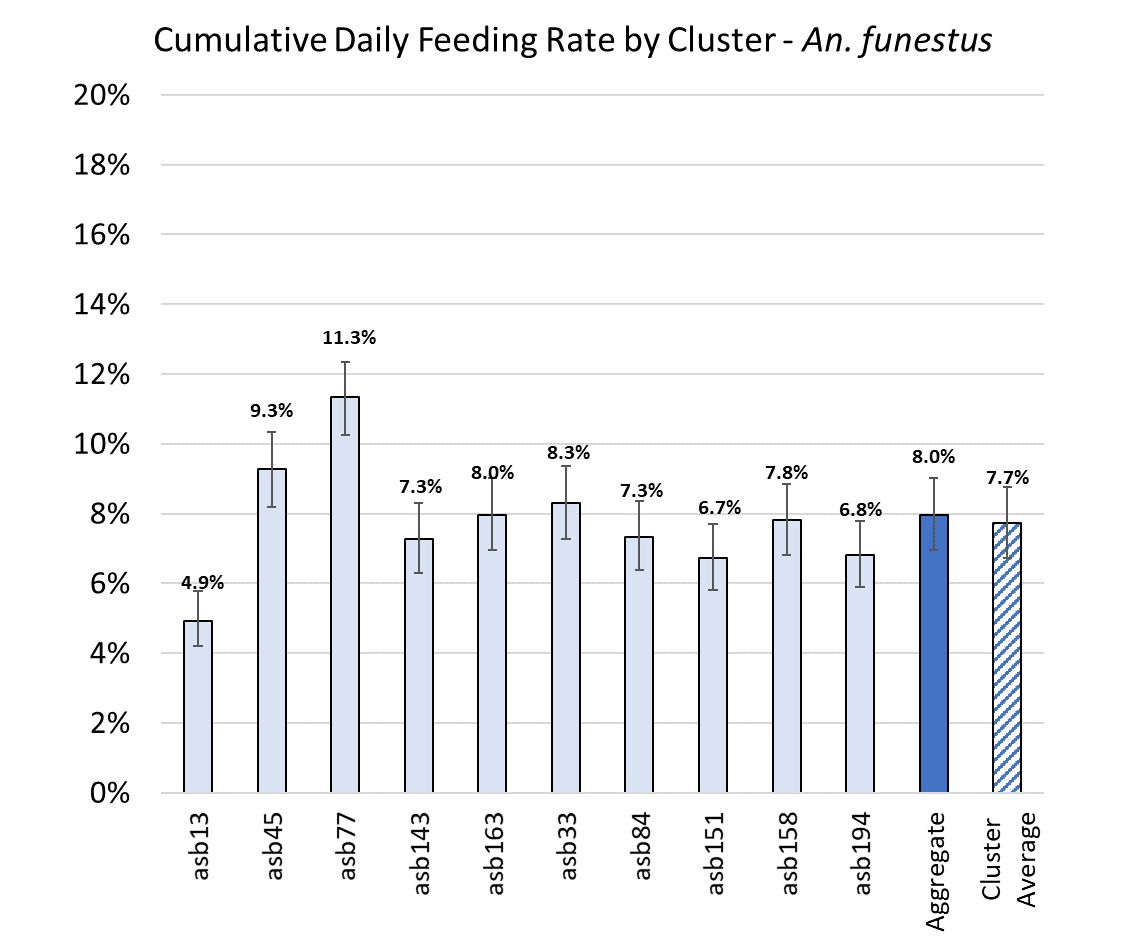 Cumulative Daily Feeding Rate by Cluster - An. funestus
20%
18%
16%
14%
12%
10%
8%
6%
4%
2%
0%
4.9%
9.3%
11.3%
7.3%
8.0%
8.3%
7.3%
6.7%
7.8%
6.8%
8.0%
7.7%
asb13
asb45
asb77
asb143
asb163
asb33
asb84
asb151
asb158
asb194
Aggregate
Cluster
Average